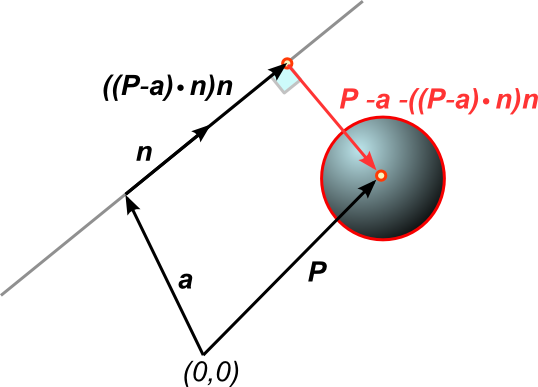 ((P-a) • n)n
P -a -((P-a) • n)n
n
a
P
(0,0)